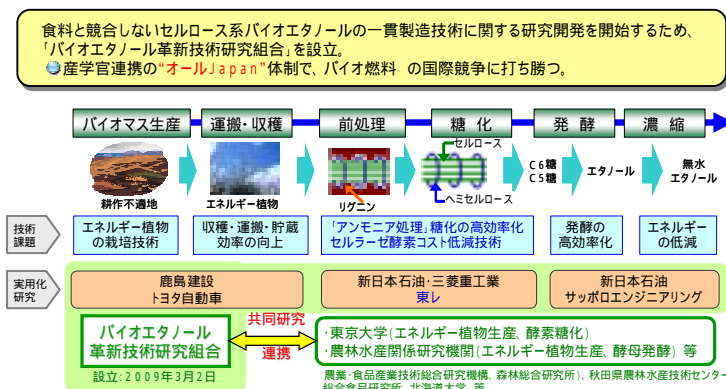 食料と競合しないセルロース系バイオエタノールの一貫製造技術に関する研究開発を開始するため、
「バイオエタノール革新技術研究組合」を設立。
産学官連携の"オールJapan"体制で、バイオ燃料 の国際競争に打ち勝つ。
バイオマス生産 運搬・収穫 前処理 糖化 発酵 濃縮
セルロース
C6糖
C5糖
エタノール
無水
エタノール
ヘミセルロース
耕作不適地 エネルギー植物 リグニン
技術
課題
エネルギー植物
の栽培技術
収穫・運搬・貯蔵
効率の向上
「アンモニア処理」糖化の高効率化
セルラーゼ酵素コスト低減技術
発酵の
高効率化
エネルギー
の低減
実用化
研究
鹿島建設
トヨタ自動車
新日本石油・三菱重工業
東レ
新日本石油
サッポロエンジニアリング
バイオエタノール
革新技術研究組合
設立:2009年3月2日
共同研究
連携
・東京大学(エネルギー植物生産、酵素糖化)
・農林水産関係研究機関(エネルギー植物生産、酵母発酵) 等
農業・食品産業技術総合研究機構、森林総合研究所)、秋田県農林水産技術センター
総合食品研究所、北海道大学 等